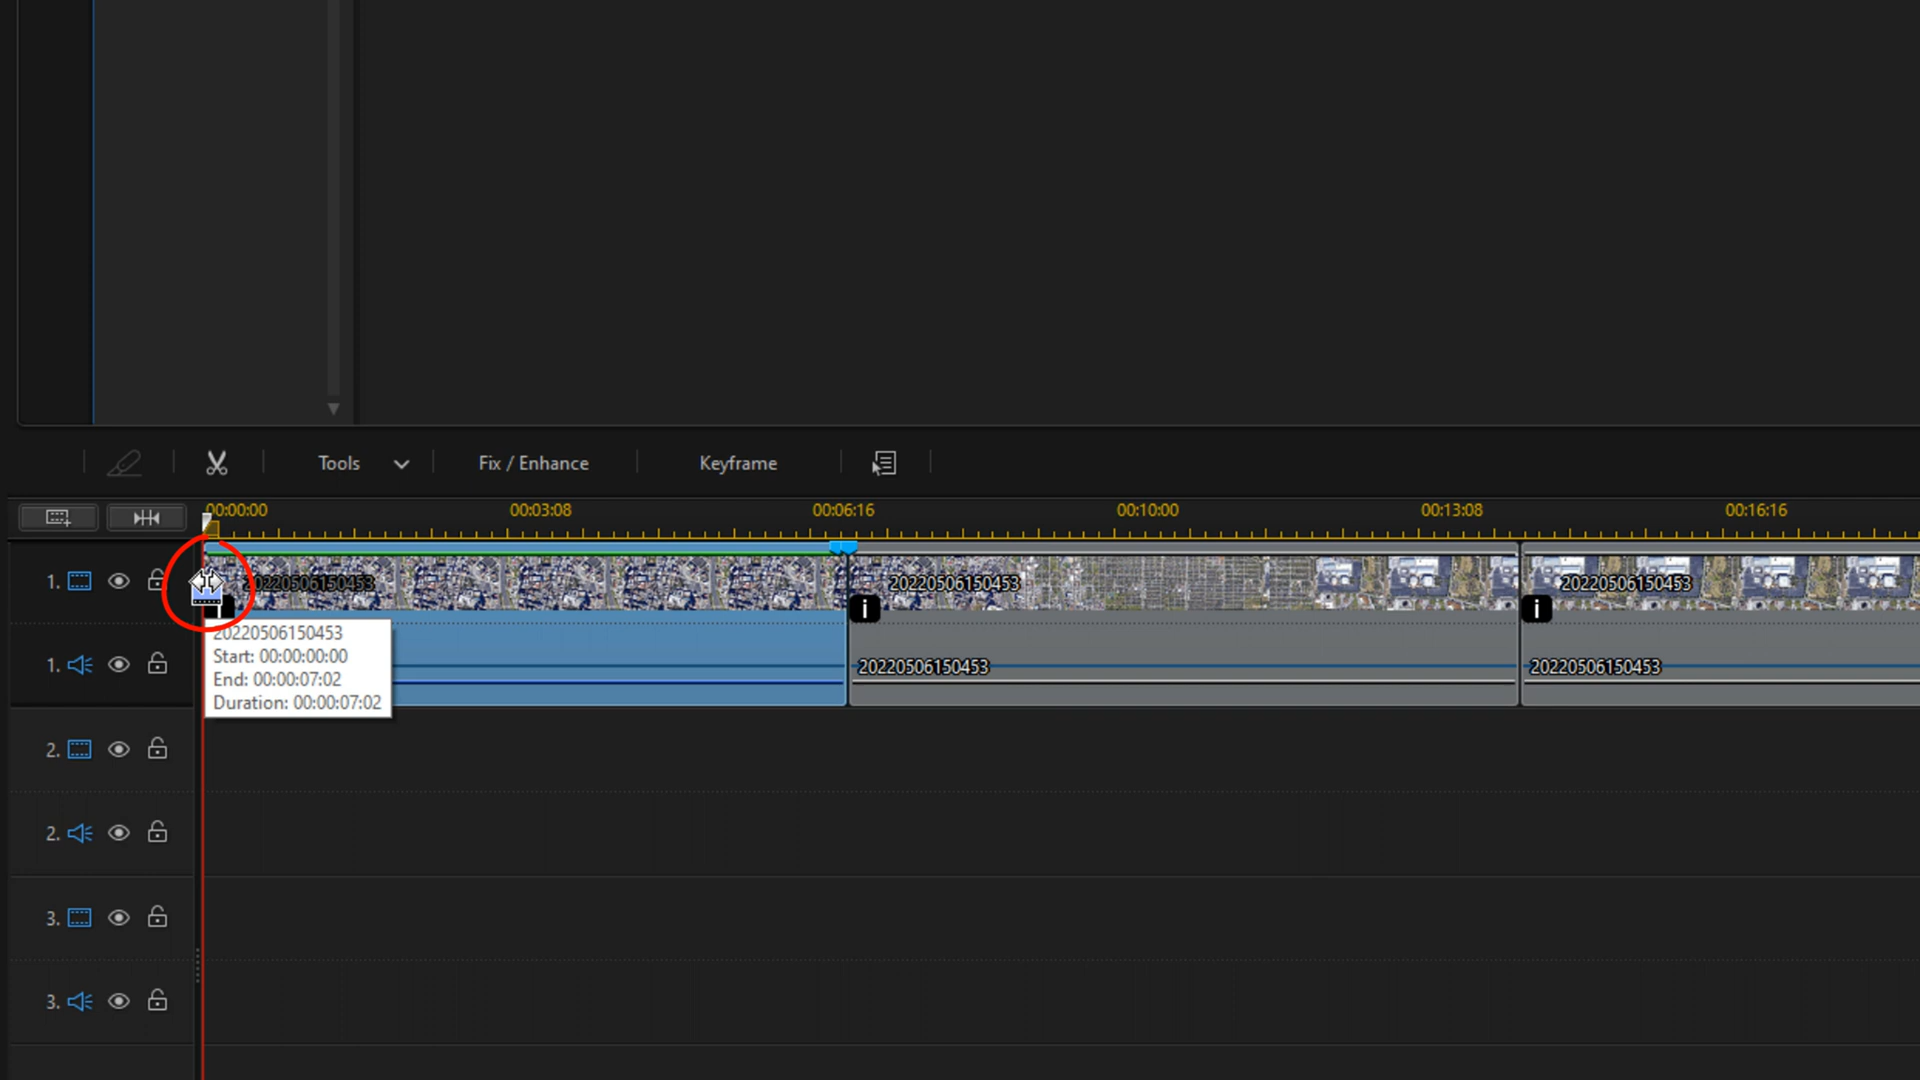 Tools
Fix / Enhance
Keyframe
00:00:00
00:03:08
00:06:16
00:10:00
00:13:08
00:16:16
1.
20220506150453
20220506150453
20220506150453
i
i
1.
20220506150453
Start: 00:00:00:00
End: 00:00:07:02
Duration: 00:00:07:02
20220506150453
20220506150453
2.
2.
3.
3.